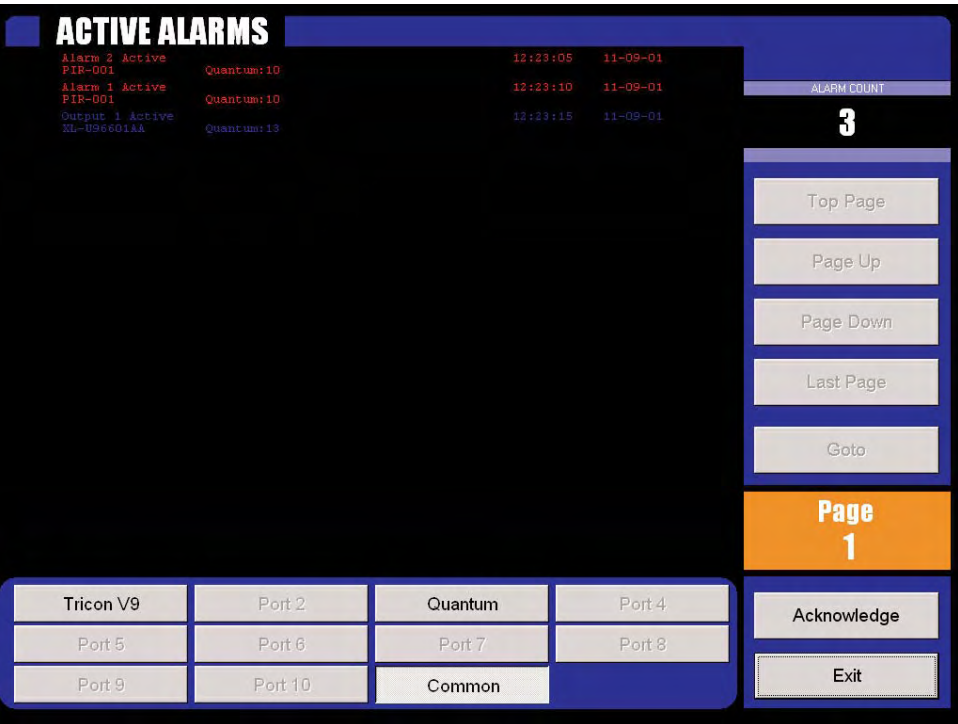 ACTIVE ALARMS
Alarm 2 Active 12:23:05 11-09-01
PIR-001 Quantum:10
Alarm 1 Active 12:23:10 11-09-01
PIR-001 Quantum:10
Output 1 Active 12:23:15 11-09-01
XL-U96601AA Quantum:13
ALARM COUNT
3
Top Page
Page Up
Page Down
Last Page
Goto
Page
1
Tricon V9 Port 2 Quantum Port 4
Port 5 Port 6 Port 7 Port 8
Port 9 Port 10 Common
Acknowledge
Exit